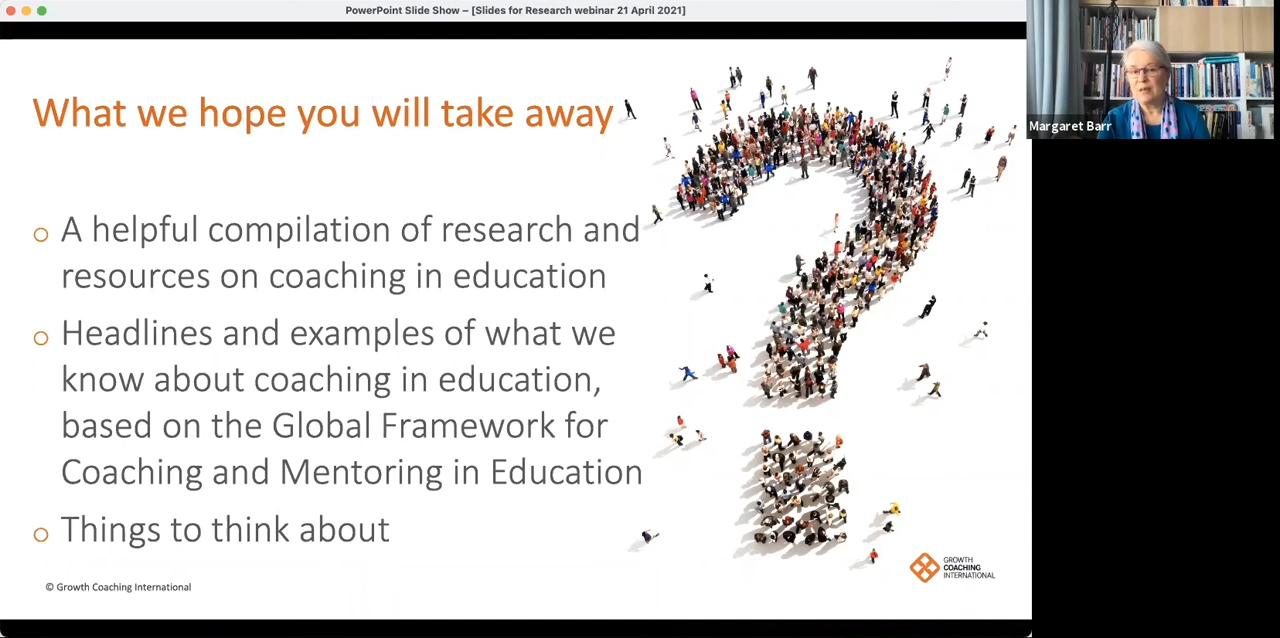 PowerPoint Slide Show – [Slides for Research webinar 21 April 2021]
What we hope you will take away
A helpful compilation of research and
resources on coaching in education
Headlines and examples of what we
know about coaching in education,
based on the Global Framework for
Coaching and Mentoring in Education
Things to think about
© Growth Coaching International
GROWTH
COACHING
INTERNATIONAL
Margaret Barr